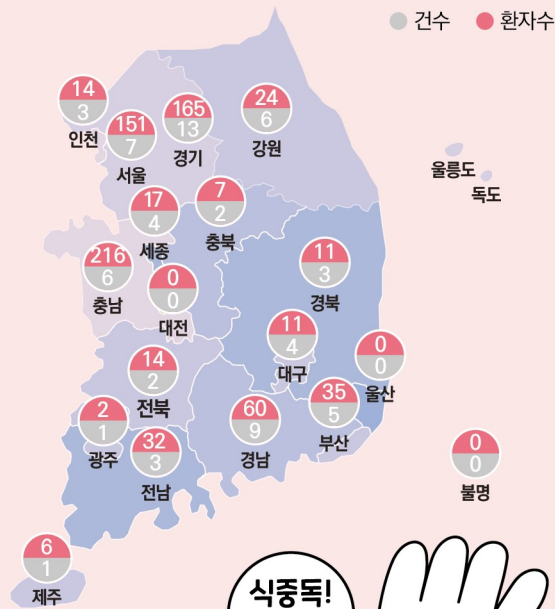 건수 환자수
14
3
인천
151
7
서울
165
13
경기
24
6
강원
울릉도
독도
17
4
세종
7
2
충북
216
6
충남
0
0
대전
11
3
경북
11
4
대구
0
0
울산
14
2
전북
2
1
광주
32
3
전남
60
9
경남
35
5
부산
0
0
불명
6
1
제주
식중독!